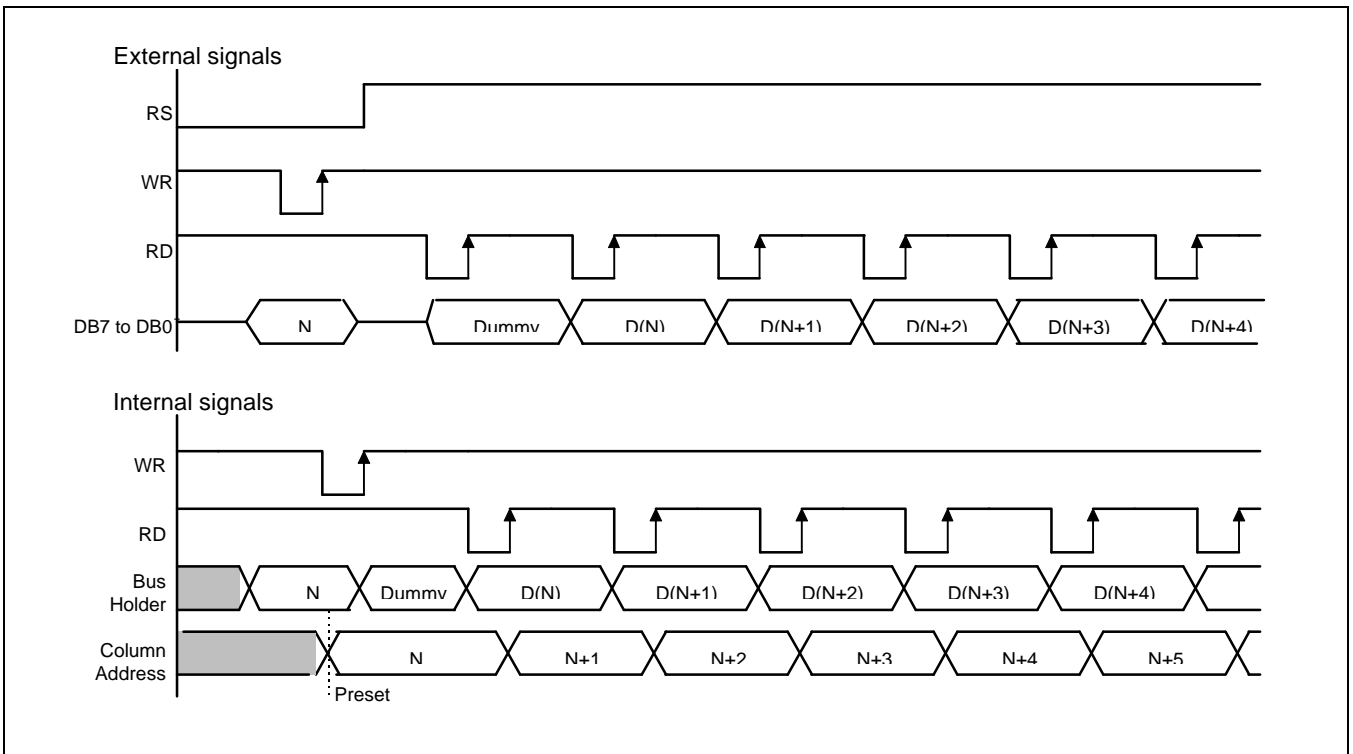 External signals
RS
WR
RD
DB7 to DB0
N
Dummy
D(N)
D(N+1)
D(N+2)
D(N+3)
D(N+4)
Internal signals
WR
RD
Bus
Holder
N
Dummy
D(N)
D(N+1)
D(N+2)
D(N+3)
D(N+4)
Column
Address
N
N+1
N+2
N+3
N+4
N+5
Preset